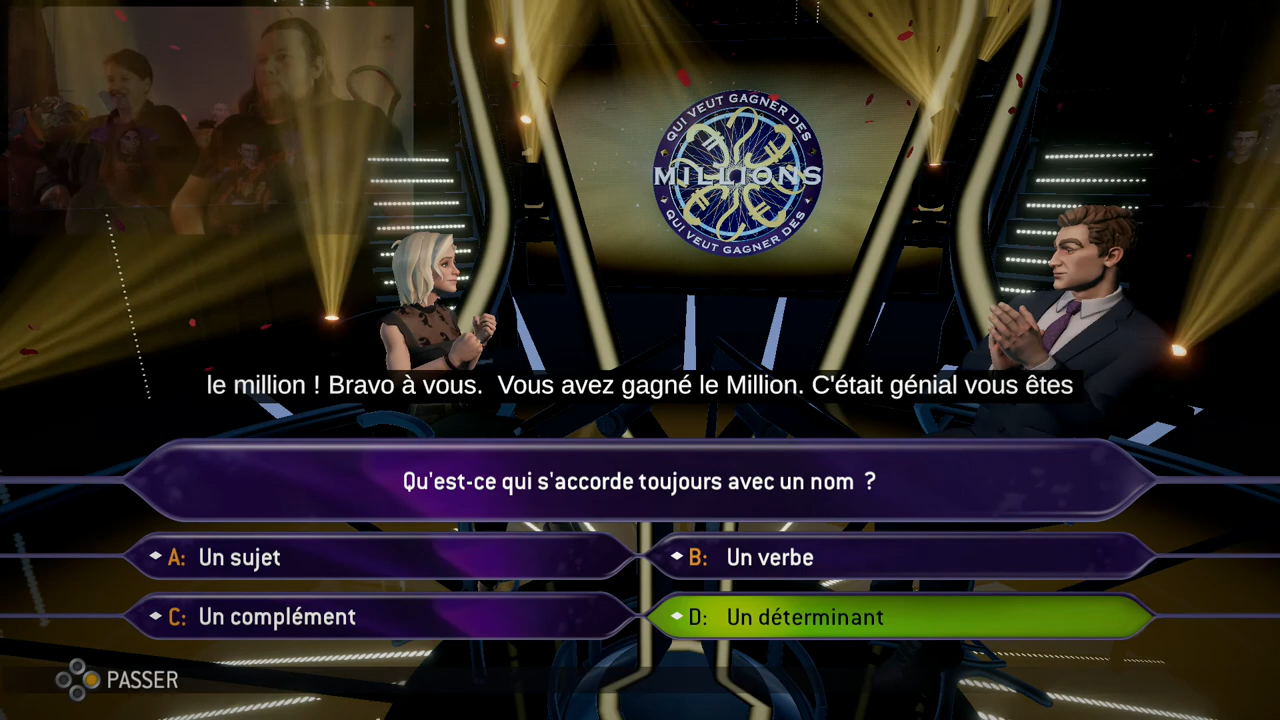 QUI VEUT GAGNER DES
MILLIONS
QUI VEUT GAGNER DES
le million ! Bravo à vous.  Vous avez gagné le Million. C'était génial vous êtes
Qu'est-ce qui s'accorde toujours avec un nom ?
A: Un sujet
B: Un verbe
C: Un complément
D: Un déterminant
PASSER